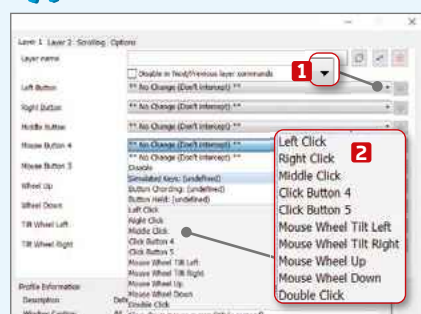 Layer 1 Layer 2 Scrolling Options
Layer name
Disable in Next/Previous layer commands
1
Left Button ** No Change (Don't intercept) **
Right Button ** No Change (Don't intercept) **
Middle Button ** No Change (Don't intercept) **
Mouse Button 4 ** No Change (Don't intercept) **
** No Change (Don't intercept) **
Mouse Button 5 Disable
Simulated Keys: (undefined)
Wheel Up Button Chording: (undefined)
Button Held: (undefined)
Wheel Down Left Click
Right Click
Tilt Wheel Left Middle Click
Click Button 4
Tilt Wheel Right Click Button 5
Mouse Wheel Tilt Left
Mouse Wheel Tilt Right
Mouse Wheel Up
Profile Information Mouse Wheel Down
Description Double Click
2
Left Click
Right Click
Middle Click
Click Button 4
Click Button 5
Mouse Wheel Tilt Left
Mouse Wheel Tilt Right
Mouse Wheel Up
Mouse Wheel Down
Double Click